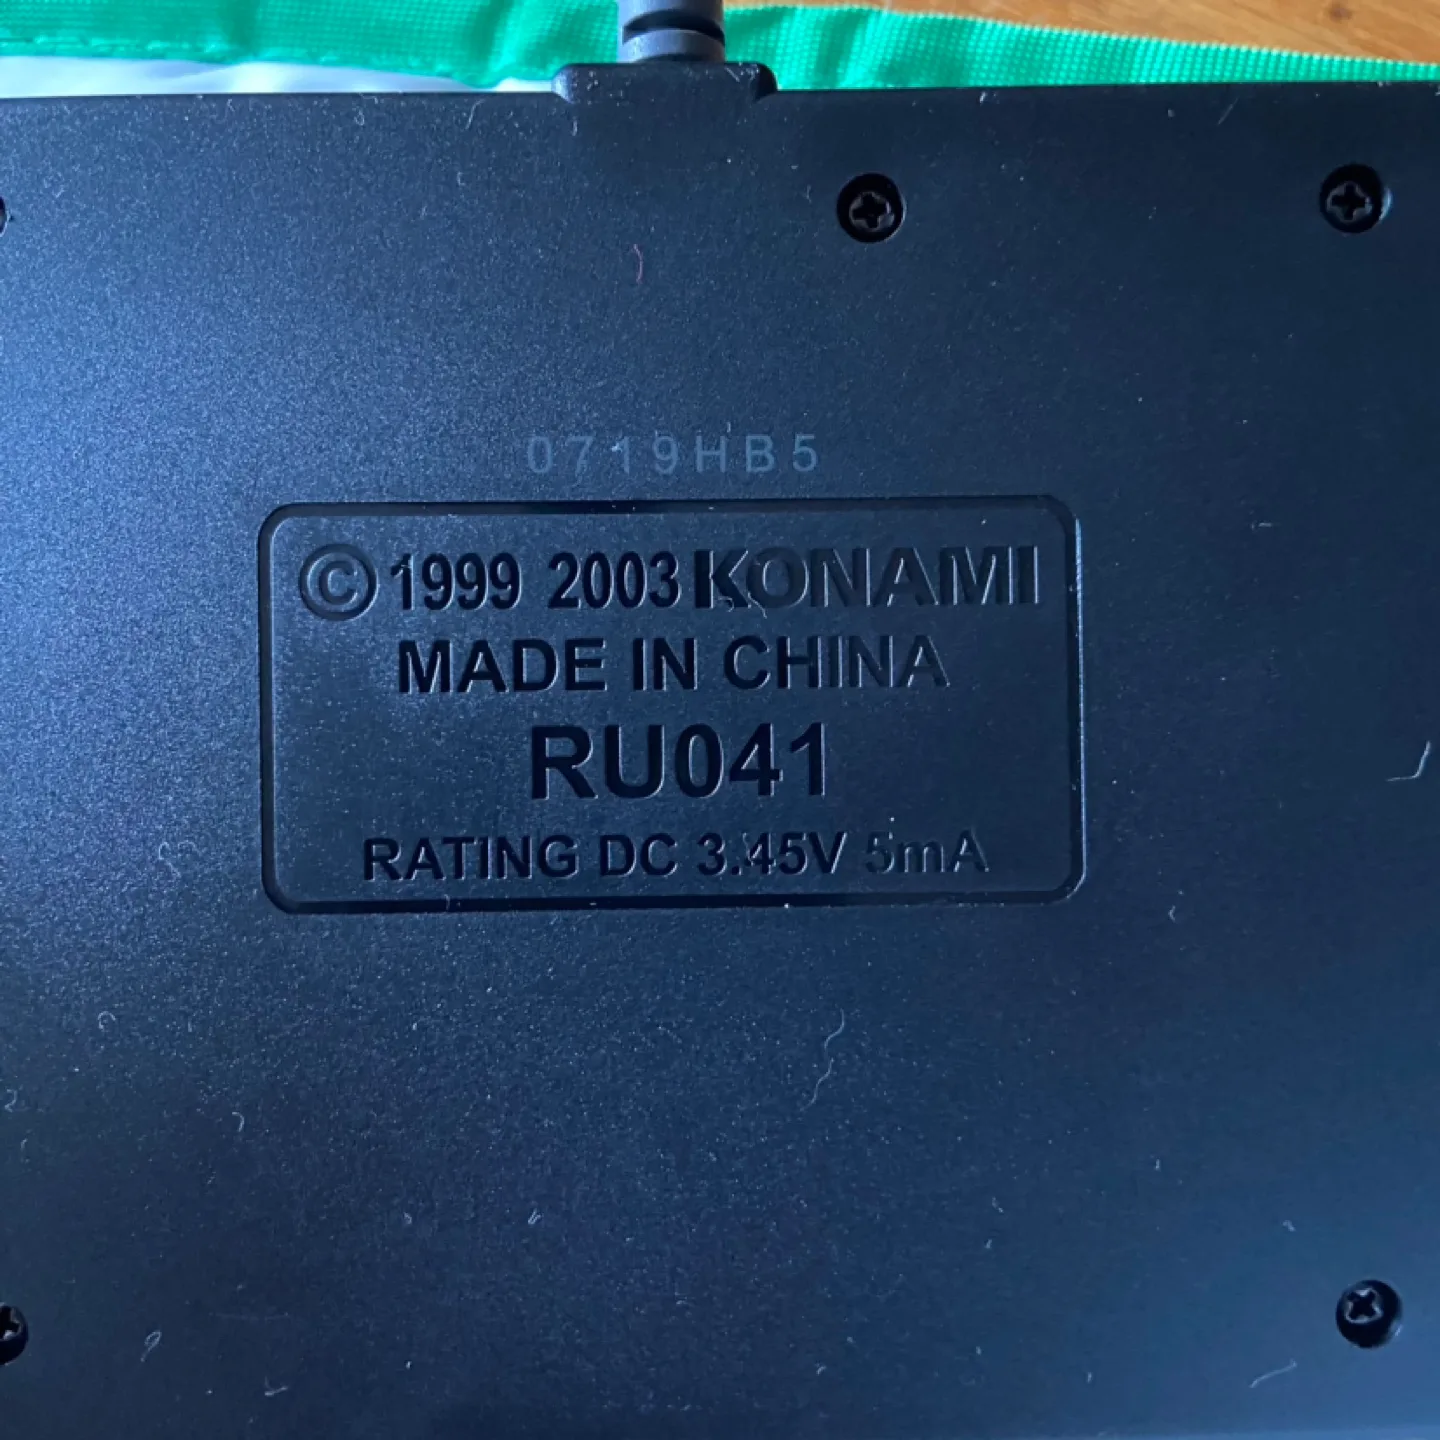 0719HB5
© 1999 2003 KONAMI
MADE IN CHINA
RU041
RATING DC 3.45V 5mA